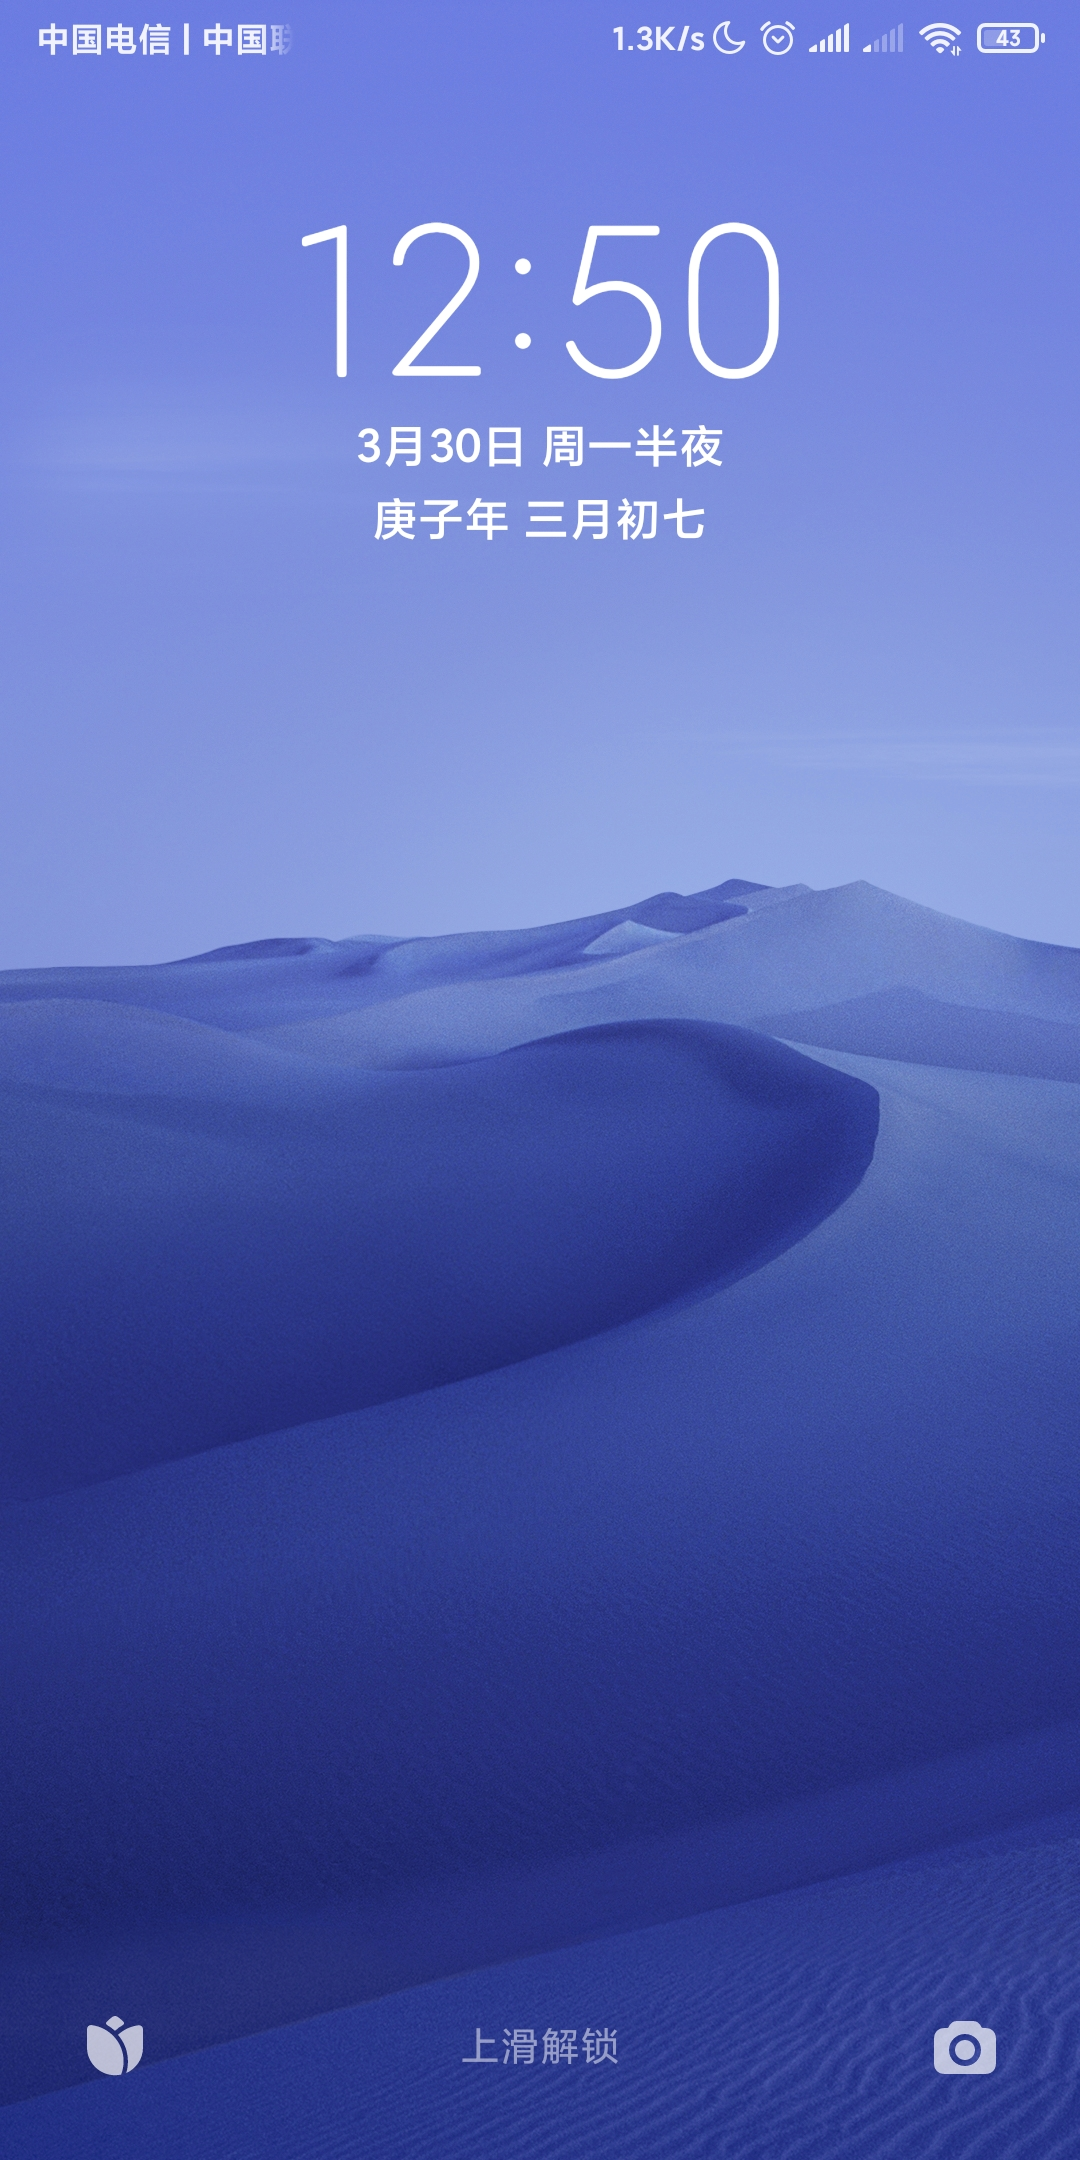 中国电信 | 中国联 1.3K/s 43
12:50
3月30日 周一半夜
庚子年 三月初七
上滑解锁